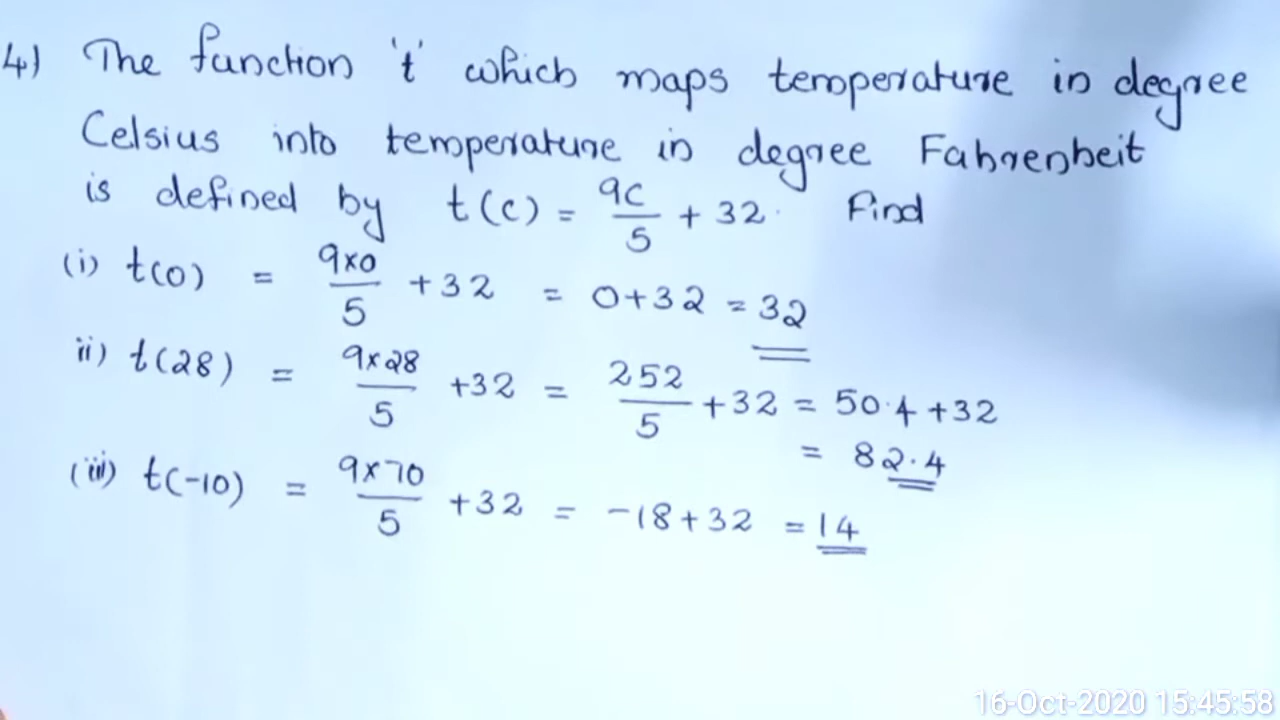 4) The function 't' which maps temperature in degree
Celsius into temperature in degree Fahrenheit
is defined by t(c) = 9c/5 + 32. Find
(i) t(0) = 9×0/5 + 32 = 0+32 = 32
ii) t(28) = 9×28/5 +32 = 252/5 +32 = 50.4 +32
= 82.4
(iii) t(-10) = 9×-10/5 +32 = -18+32 = 14
16-Oct-2020 15:45:58